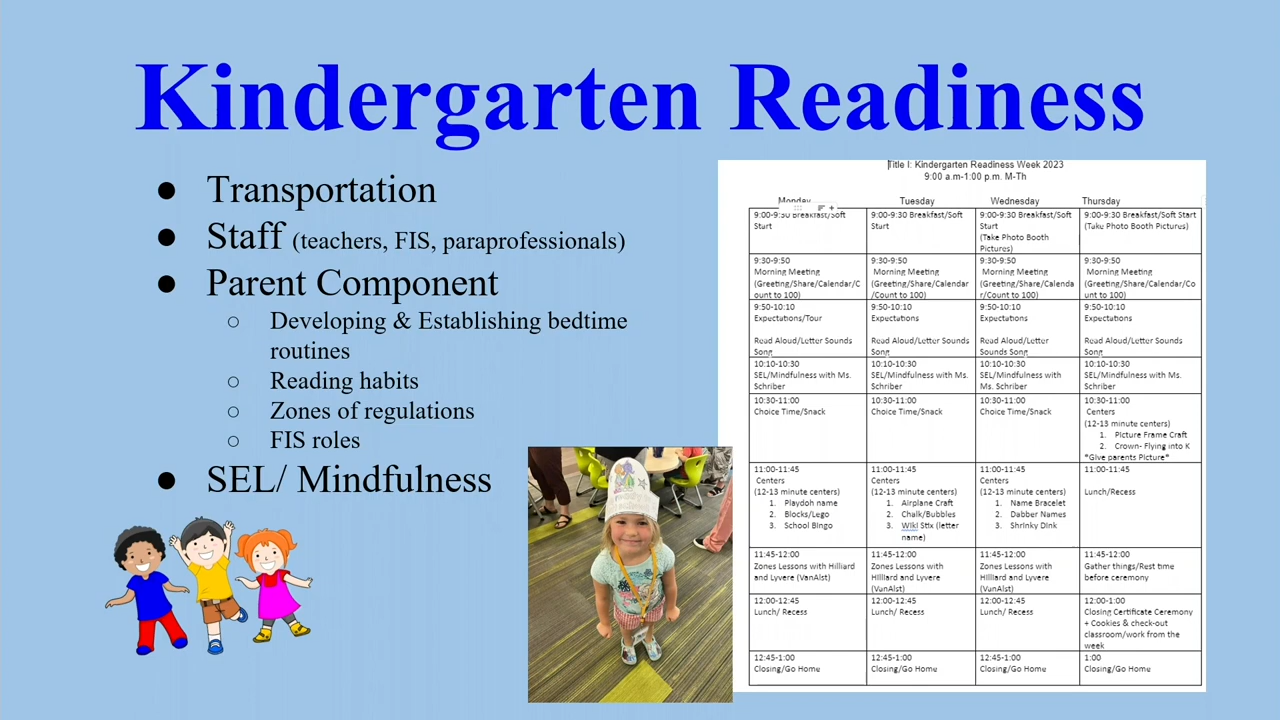 Kindergarten Readiness
● Transportation
● Staff (teachers, FIS, paraprofessionals)
● Parent Component
○ Developing & Establishing bedtime
routines
○ Reading habits
○ Zones of regulations
○ FIS roles
● SEL/ Mindfulness
Title I: Kindergarten Readiness Week 2023
9:00 a.m-1:00 p.m. M-Th
Monday Tuesday Wednesday Thursday
9:00-9:30 Breakfast/Soft
Start
9:00-9:30 Breakfast/Soft
Start
9:00-9:30 Breakfast/Soft
Start
(Take Photo Booth
Pictures)
9:00-9:30 Breakfast/Soft Start
(Take Photo Booth Pictures)
9:30-9:50
Morning Meeting
(Greeting/Share/Calendar/C
ount to 100)
9:30-9:50
Morning Meeting
(Greeting/Share/Calendar
/Count to 100)
9:30-9:50
Morning Meeting
(Greeting/Share/Calenda
r/Count to 100)
9:30-9:50
Morning Meeting
(Greeting/Share/Calendar/Co
unt to 100)
9:50-10:10
Expectations/Tour
Read Aloud/Letter Sounds
Song
9:50-10:10
Expectations
Read Aloud/Letter Sounds
Song
9:50-10:10
Expectations
Read Aloud/Letter
Sounds Song
9:50-10:10
Expectations
Read Aloud/Letter Sounds
Song
10:10-10:30
SEL/Mindfulness with Ms.
Schriber
10:10-10:30
SEL/Mindfulness with Ms.
Schriber
10:10-10:30
SEL/Mindfulness with
Ms. Schriber
10:10-10:30
SEL/Mindfulness with Ms.
Schriber
10:30-11:00
Choice Time/Snack
10:30-11:00
Choice Time/Snack
10:30-11:00
Choice Time/Snack
10:30-11:00
Centers
(12-13 minute centers)
1. Picture Frame Craft
2. Crown- Flying into K
*Give parents Picture*
11:00-11:45
Centers
(12-13 minute centers)
1. Playdoh name
2. Blocks/Lego
3. School Bingo
11:00-11:45
Centers
(12-13 minute centers)
1. Airplane Craft
2. Chalk/Bubbles
3. Wiki Stix (letter
name)
11:00-11:45
Centers
(12-13 minute centers)
1. Name Bracelet
2. Dabber Names
3. Shrinky Dink
11:00-11:45
Lunch/Recess
11:45-12:00
Zones Lessons with Hilliard
and Lyvere (VanAlst)
11:45-12:00
Zones Lessons with
Hilliard and Lyvere
(VanAlst)
11:45-12:00
Zones Lessons with
Hilliard and Lyvere
(VanAlst)
11:45-12:00
Gather things/Rest time
before ceremony
12:00-12:45
Lunch/ Recess
12:00-12:45
Lunch/ Recess
12:00-12:45
Lunch/ Recess
12:00-1:00
Closing Certificate Ceremony
+ Cookies & check-out
classroom/work from the
week
12:45-1:00
Closing/Go Home
12:45-1:00
Closing/Go Home
12:45-1:00
Closing/Go Home
1:00
Closing/Go Home